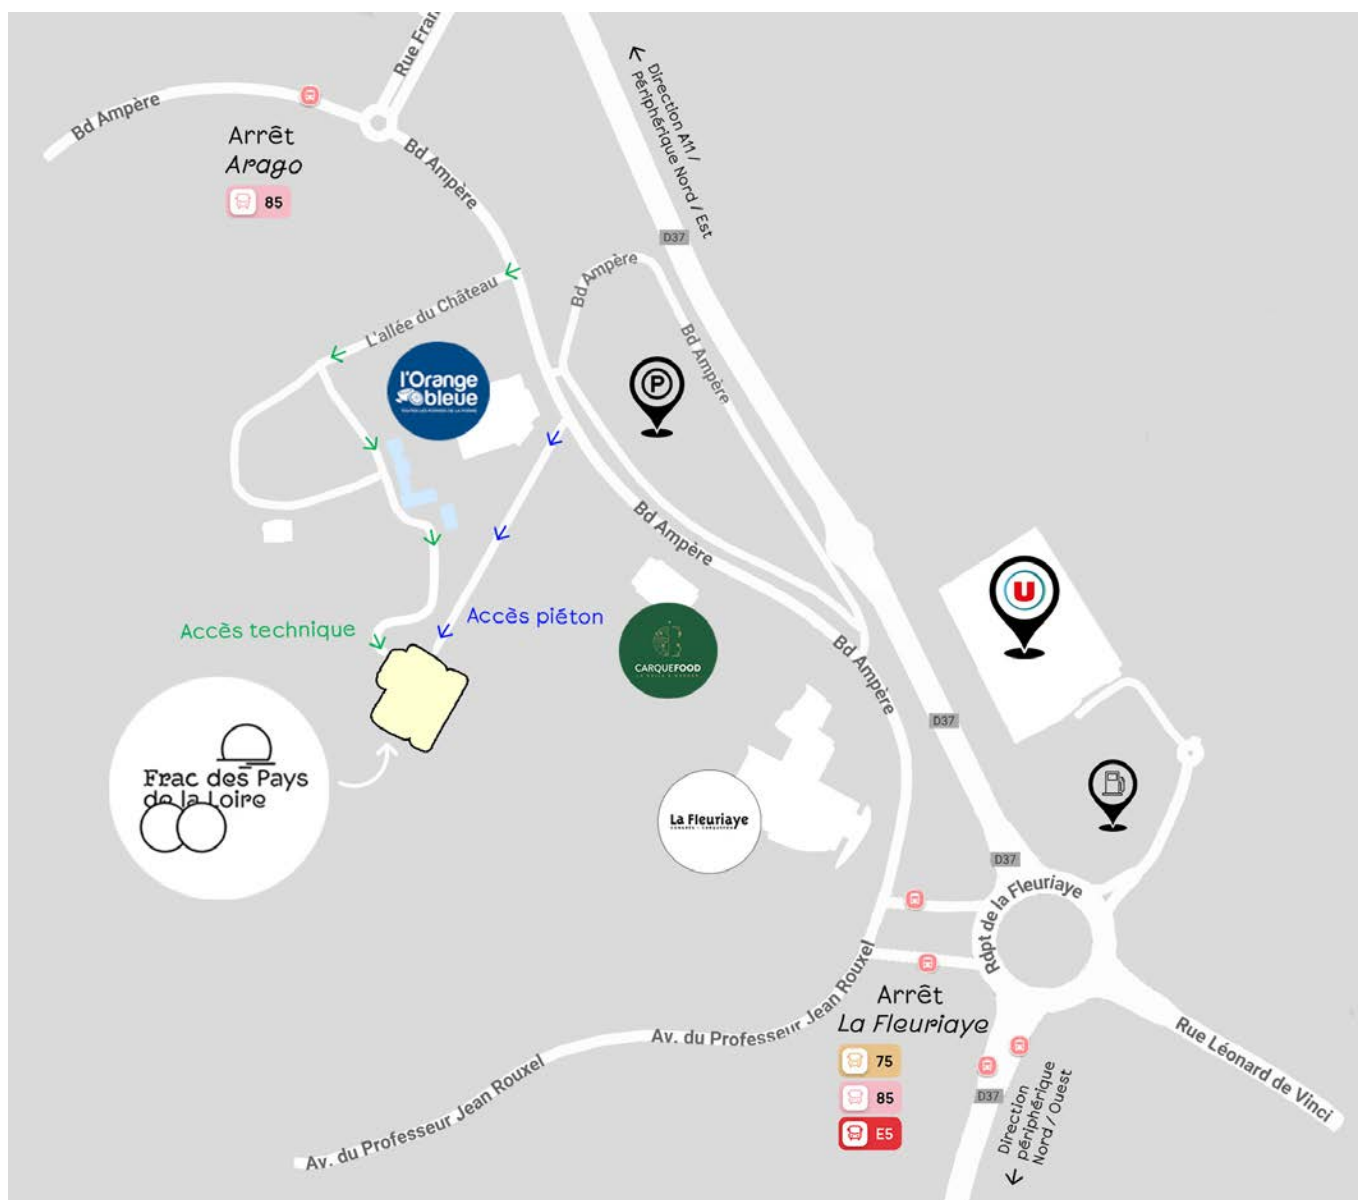 Rue Fran
Bd Ampère
Arrêt
Arago
85
Bd Ampère
Direction A11 /
Périphérique Nord / Est
D37
Bd Ampère
L'allée du Château
Bd Ampère
l'Orange
bleue
P
Bd Ampère
Accès technique
Accès piéton
CARQUEFOOD
U
Bd Ampère
D37
Frac des Pays
de la Loire
La Fleuriaye
D37
Rdpt de la Fleuriaye
Arrêt
La Fleuriaye
75
85
E5
Av. du Professeur Jean Rouxel
Av. du Professeur Jean Rouxel
Rue Léonard de Vinci
D37
Direction
périphérique
Nord / Ouest